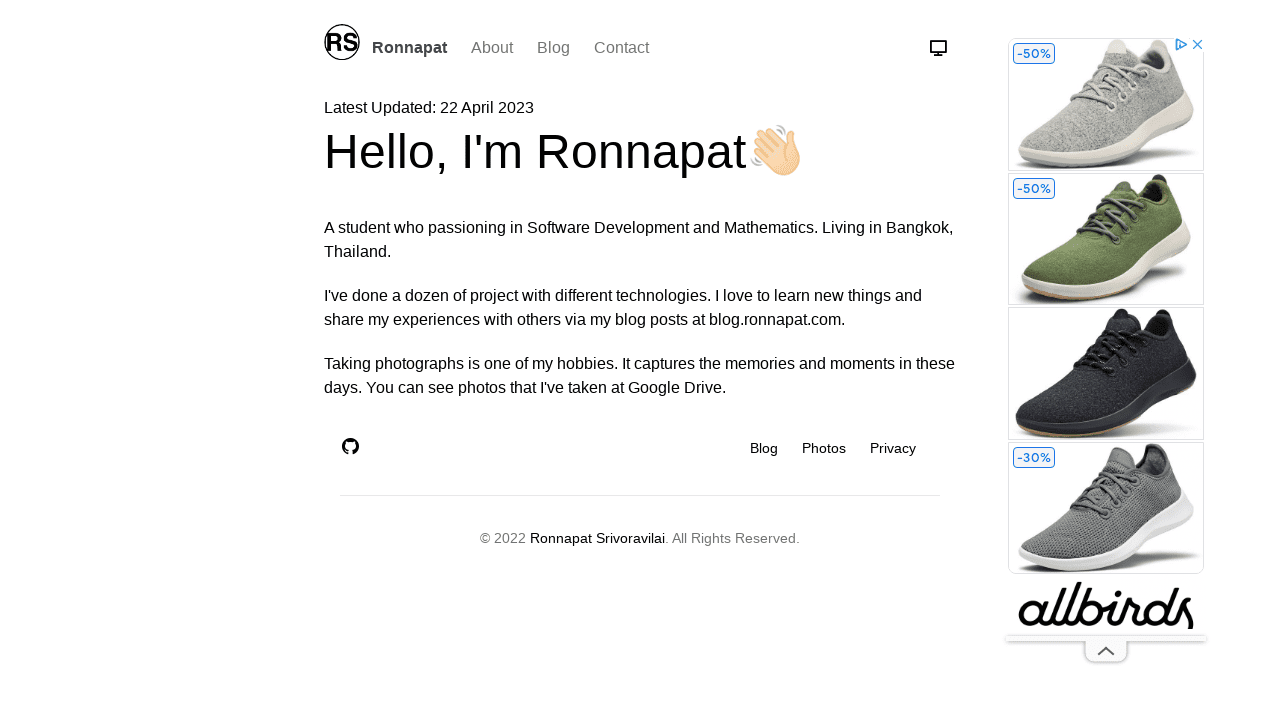 RS
Ronnapat About Blog Contact
Latest Updated: 22 April 2023
Hello, I'm Ronnapat👋🏻
A student who passioning in Software Development and Mathematics. Living in Bangkok,
Thailand.
I've done a dozen of project with different technologies. I love to learn new things and
share my experiences with others via my blog posts at blog.ronnapat.com.
Taking photographs is one of my hobbies. It captures the memories and moments in these
days. You can see photos that I've taken at Google Drive.
Blog Photos Privacy
© 2022 Ronnapat Srivoravilai. All Rights Reserved.
-50%
-50%
-30%
allbirds